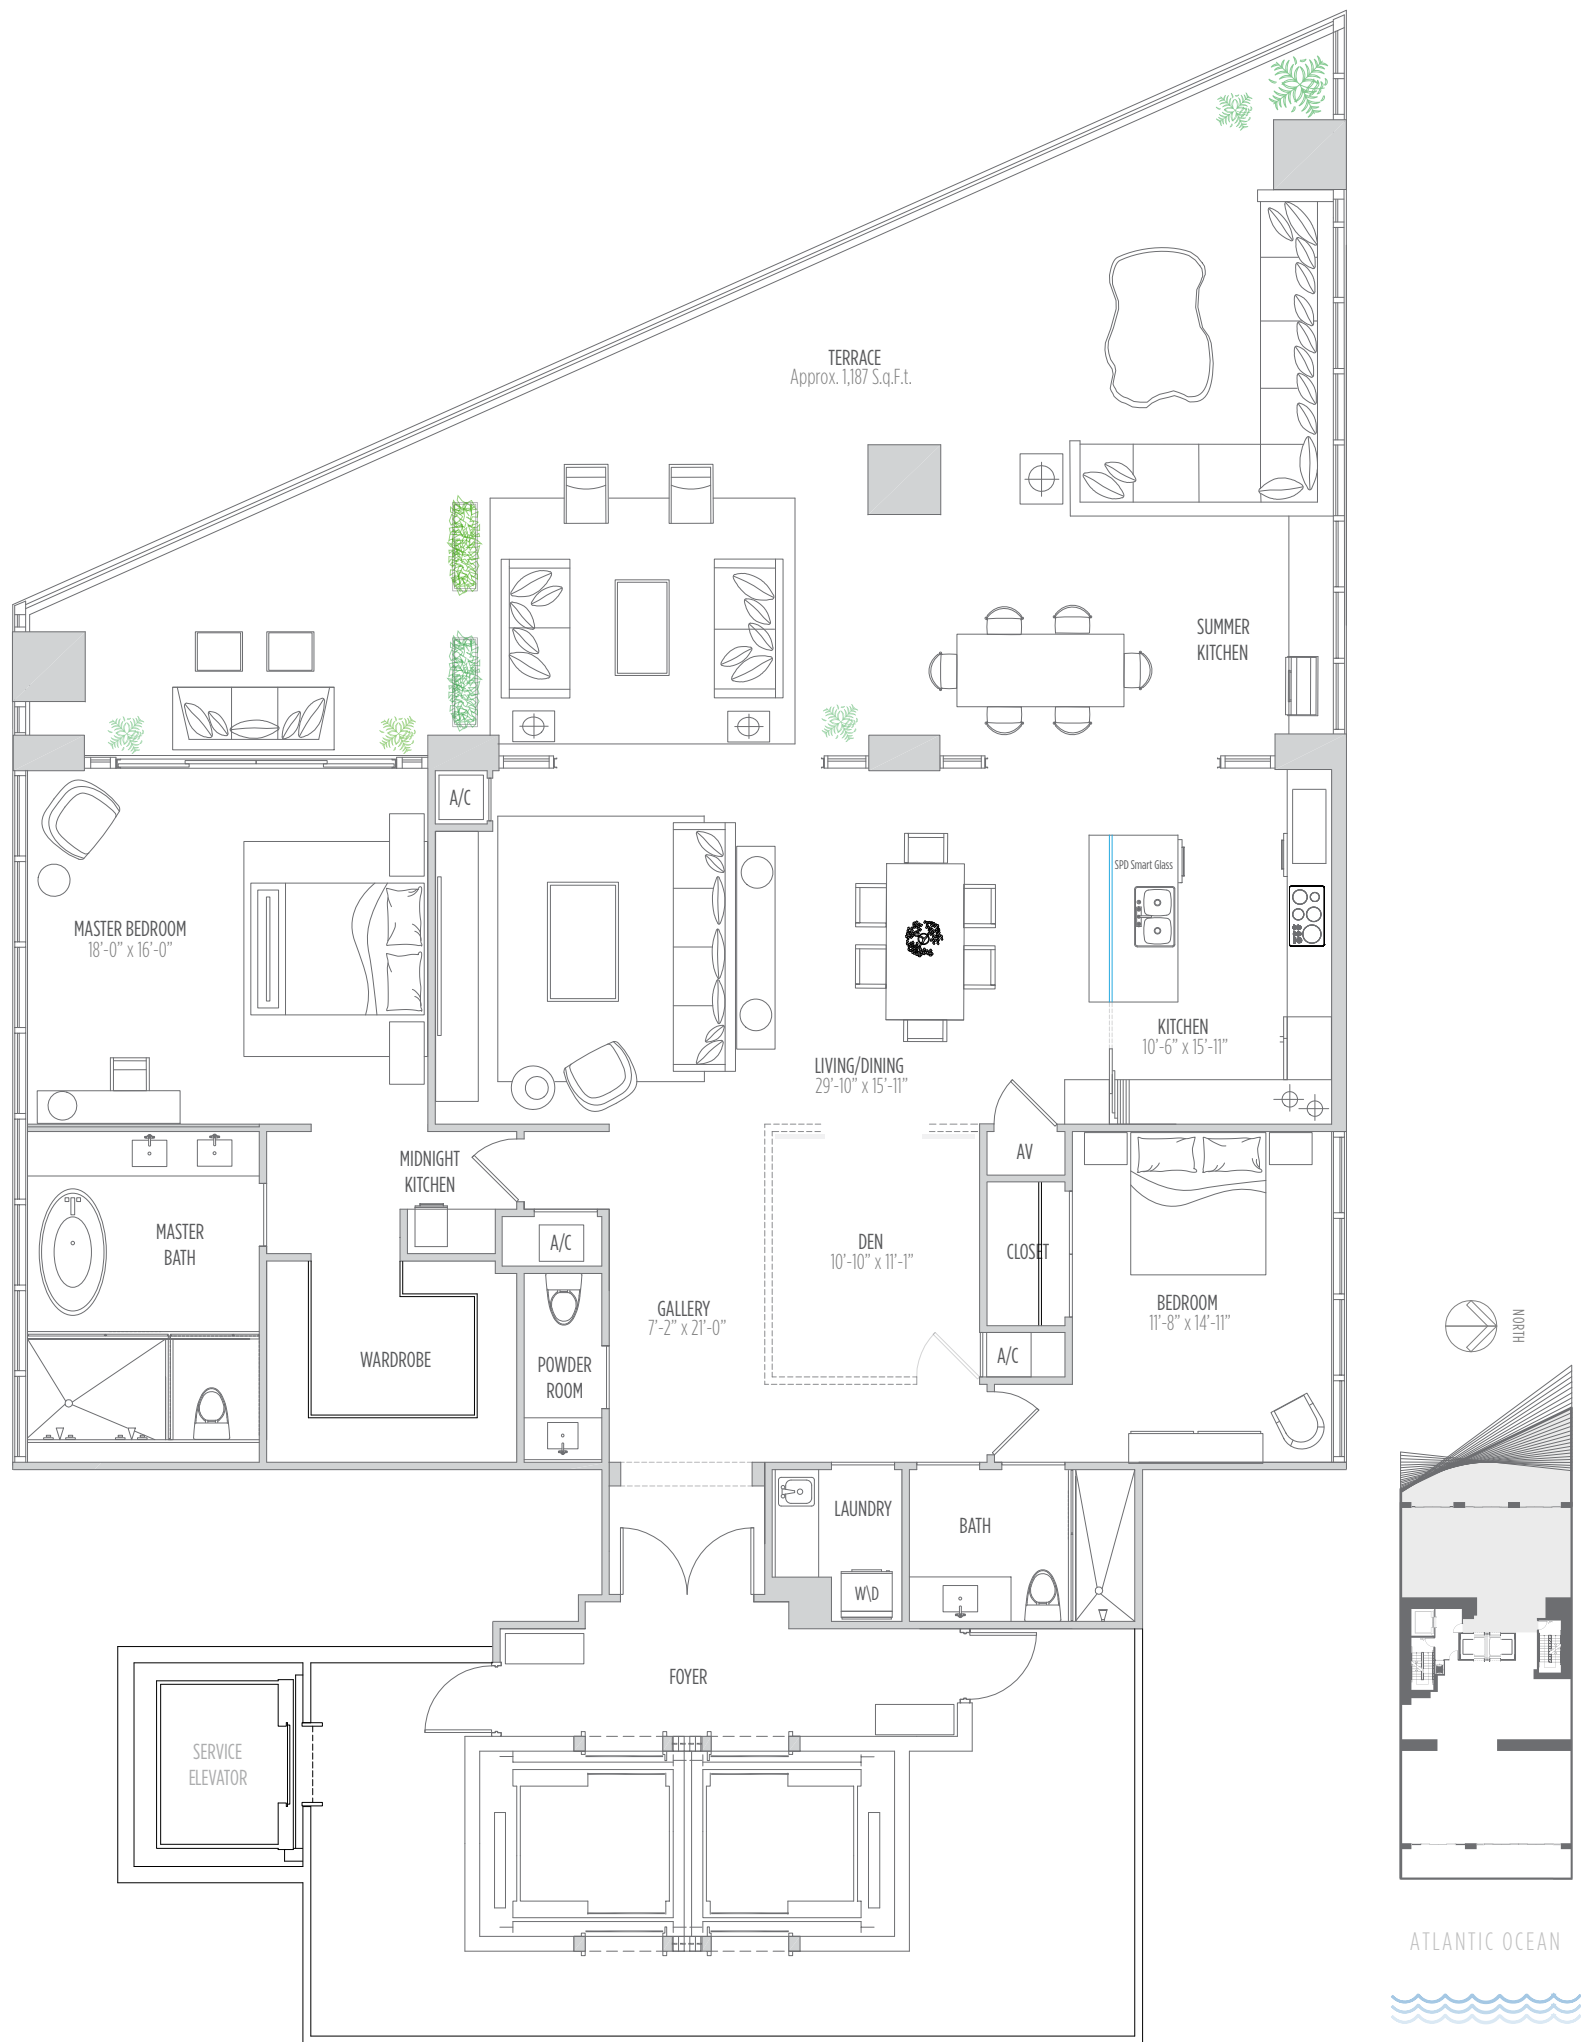 TERRACE
Approx. 1,187 S.q.F.t.
SUMMER
KITCHEN
A/C
SPD Smart Glass
MASTER BEDROOM
18'-0" x 16'-0"
KITCHEN
10'-6" x 15'-11"
LIVING/DINING
29'-10" x 15'-11"
MIDNIGHT
KITCHEN
AV
MASTER
BATH
A/C
DEN
10'-10" x 11'-1"
CLOSET
GALLERY
7'-2" x 21'-0"
BEDROOM
11'-8" x 14'-11"
NORTH
WARDROBE
POWDER
ROOM
A/C
LAUNDRY
BATH
W\D
FOYER
SERVICE
ELEVATOR
ATLANTIC OCEAN